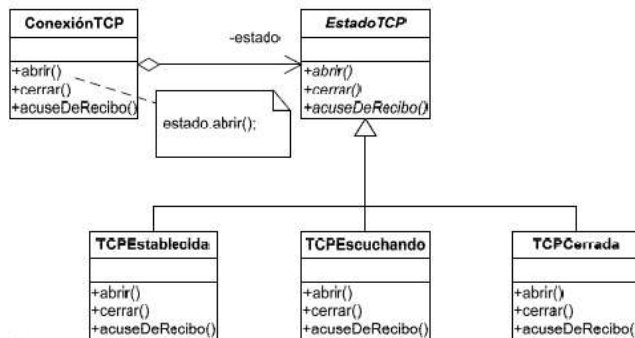 ConexiónTCP
+abrir()
+cerrar()
+acuseDeRecibo()
-estado
EstadoTCP
+abrir()
+cerrar()
+acuseDeRecibo()
estado.abrir();
TCPEstablecida
+abrir()
+cerrar()
+acuseDeRecibo()
TCPEscuchando
+abrir()
+cerrar()
+acuseDeRecibo()
TCPCerrada
+abrir()
+cerrar()
+acuseDeRecibo()